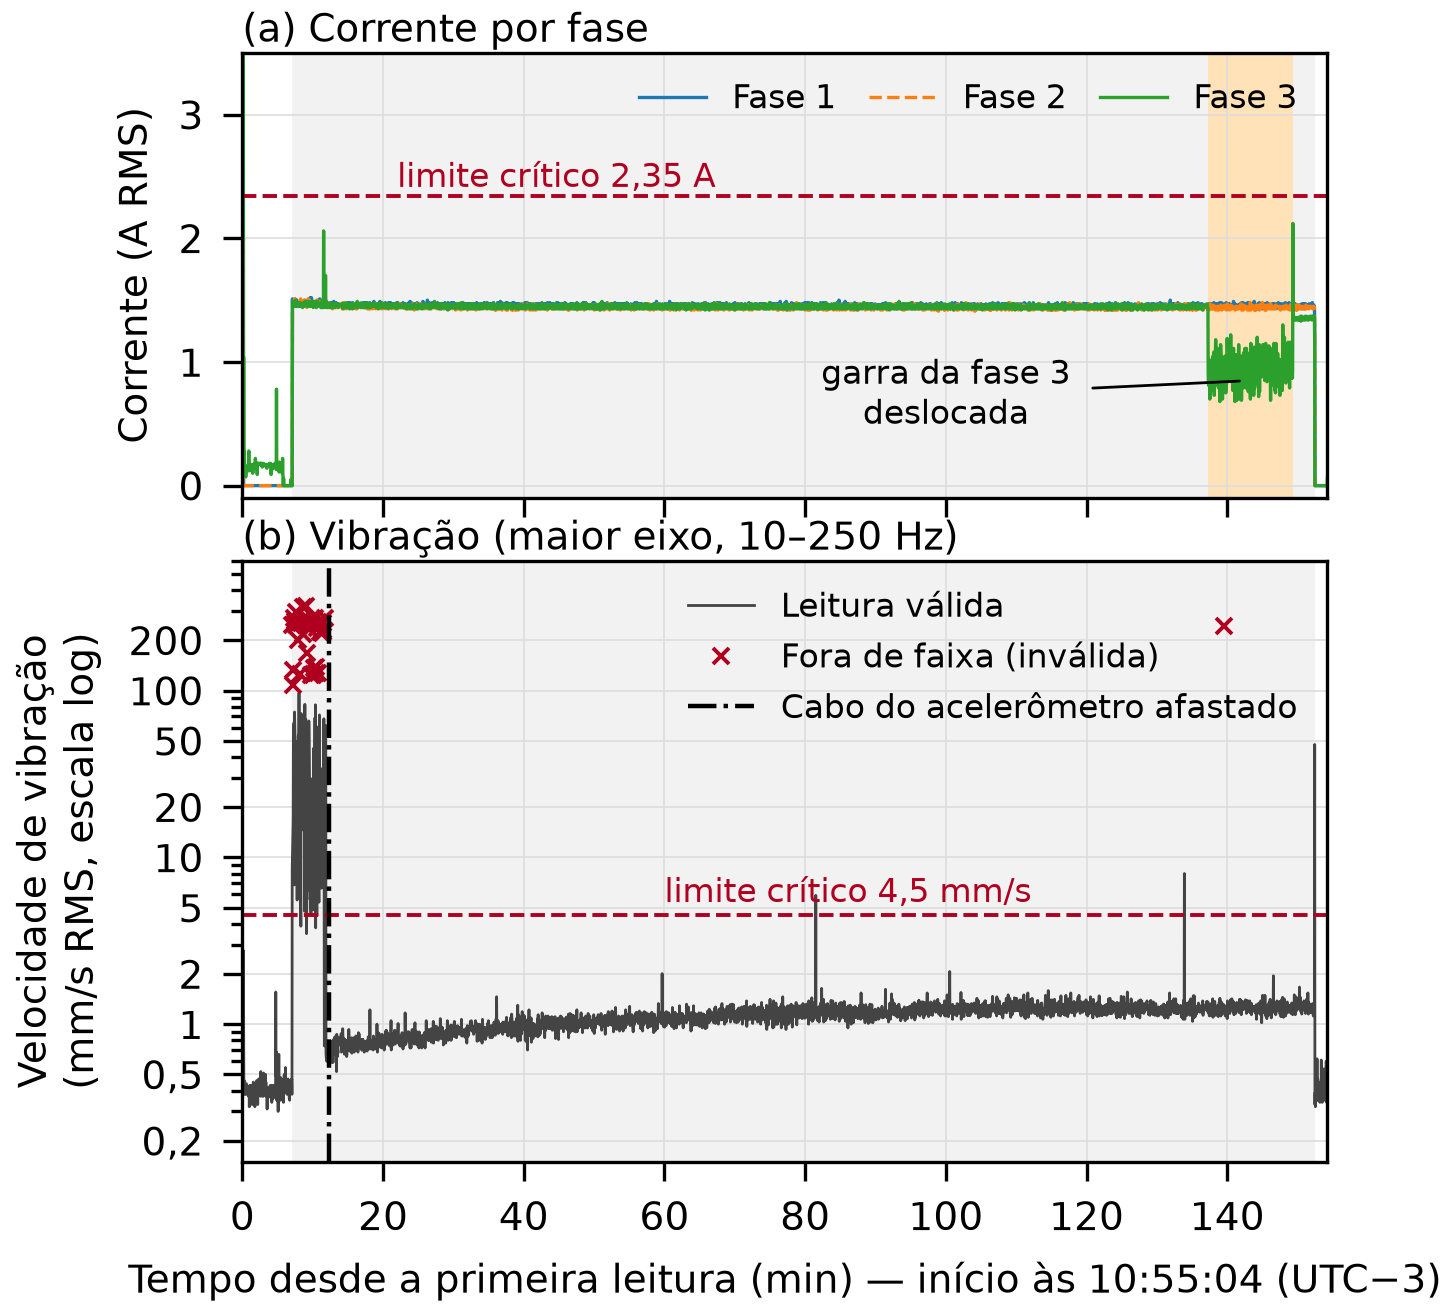 (a) Corrente por fase
Corrente (A RMS)
3
2
1
0
Fase 1
Fase 2
Fase 3
limite crítico 2,35 A
garra da fase 3
deslocada
(b) Vibração (maior eixo, 10–250 Hz)
Velocidade de vibração
(mm/s RMS, escala log)
200
100
50
20
10
5
2
1
0,5
0,2
Leitura válida
Fora de faixa (inválida)
Cabo do acelerômetro afastado
limite crítico 4,5 mm/s
0 20 40 60 80 100 120 140
Tempo desde a primeira leitura (min) — início às 10:55:04 (UTC−3)